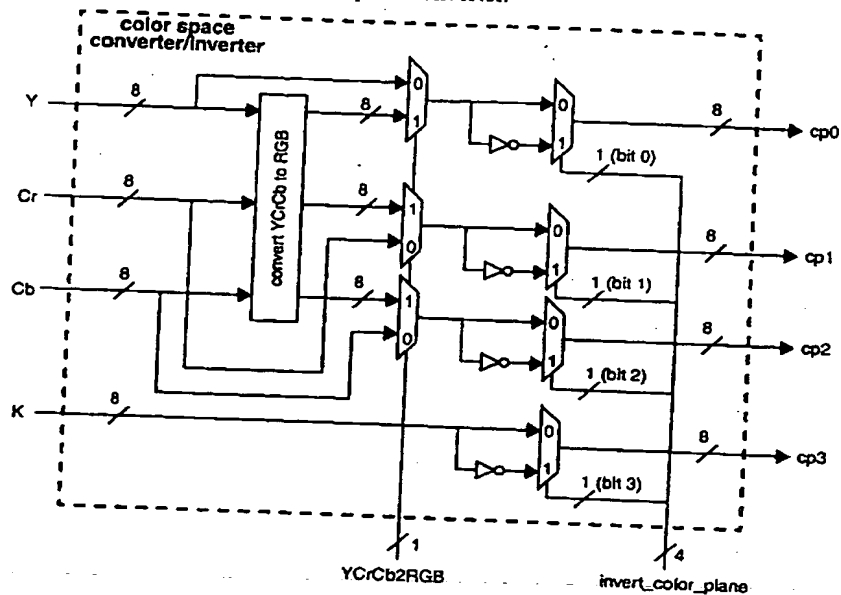 color space
converter/inverter
Y
8
0
8
1
convert YCrCb to RGB
0
1
8
cp0
1 (bit 0)
Cr
8
8
1
0
0
1
8
cp1
1 (bit 1)
Cb
8
8
1
0
0
1
8
cp2
1 (bit 2)
K
8
0
1
8
cp3
1 (bit 3)
1
YCrCb2RGB
4
invert_color_plane